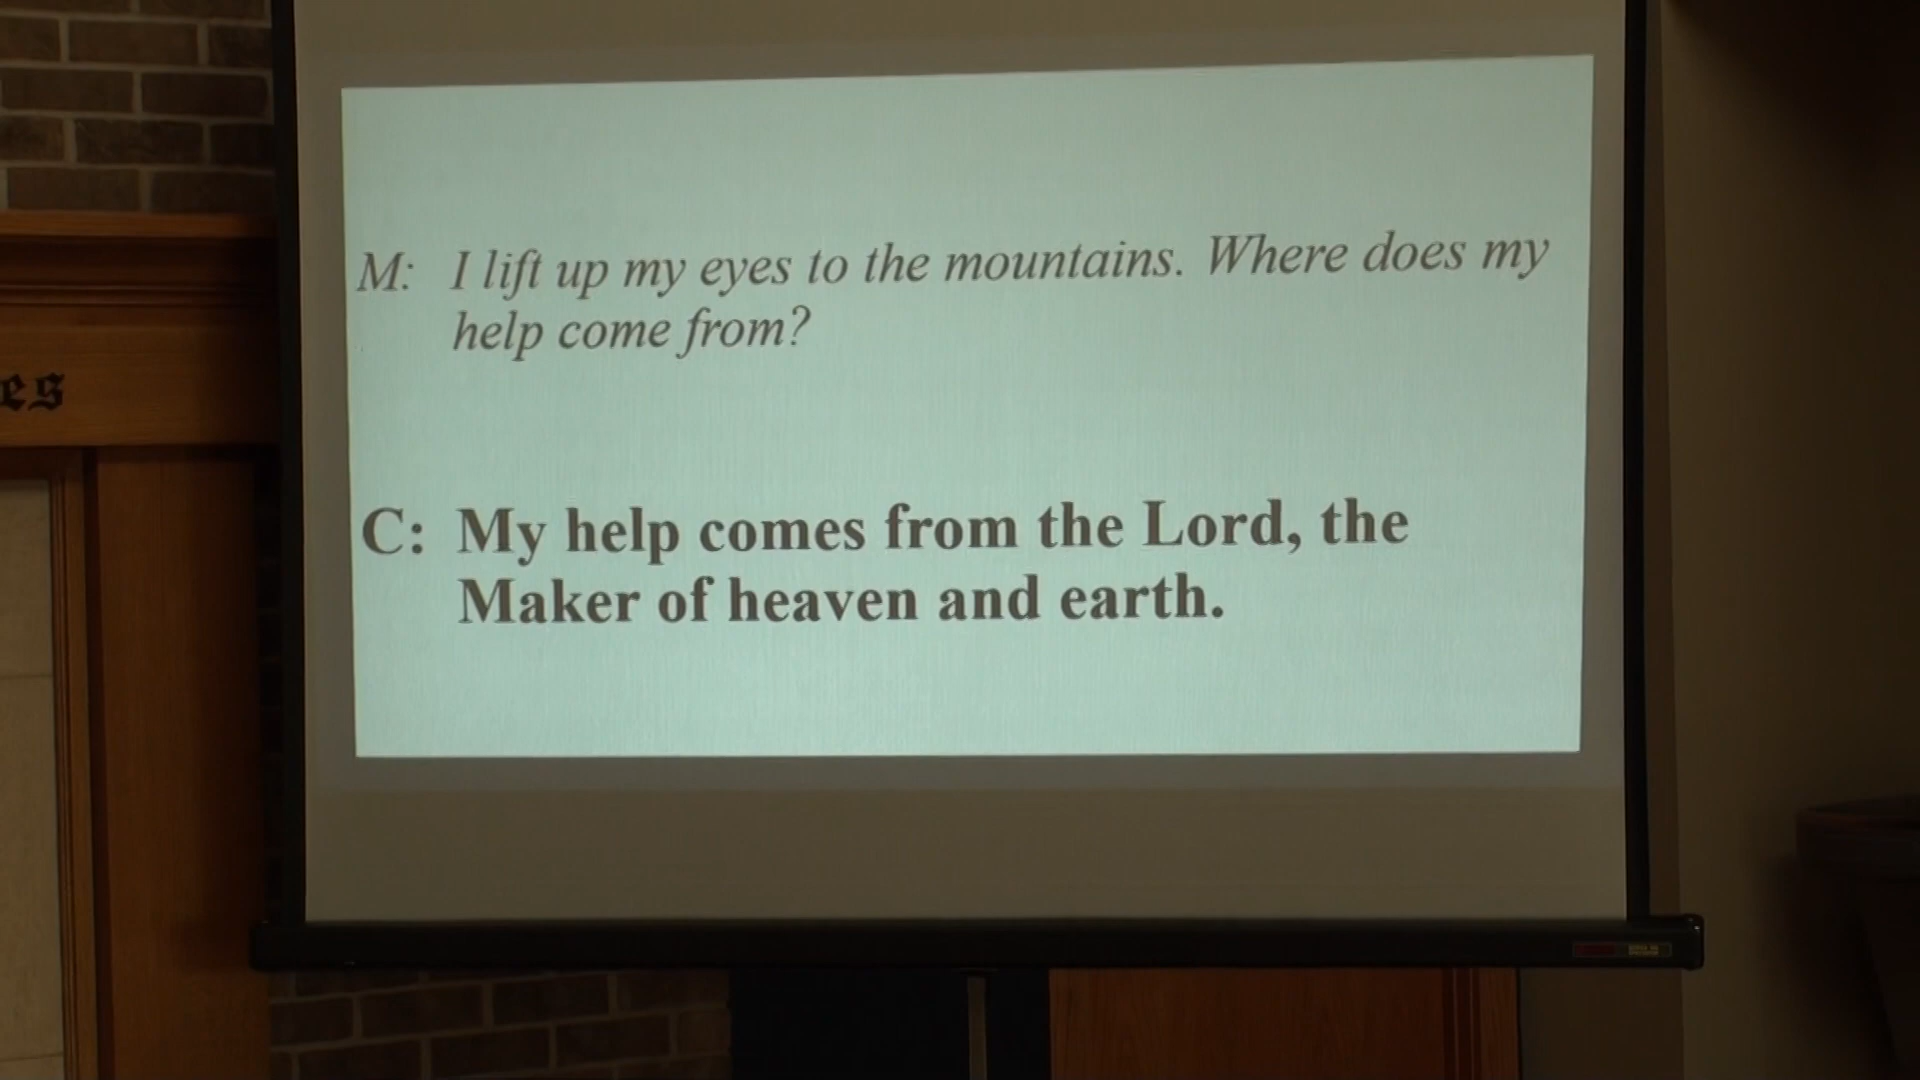 es
M: I lift up my eyes to the mountains. Where does my
help come from?
C: My help comes from the Lord, the
Maker of heaven and earth.